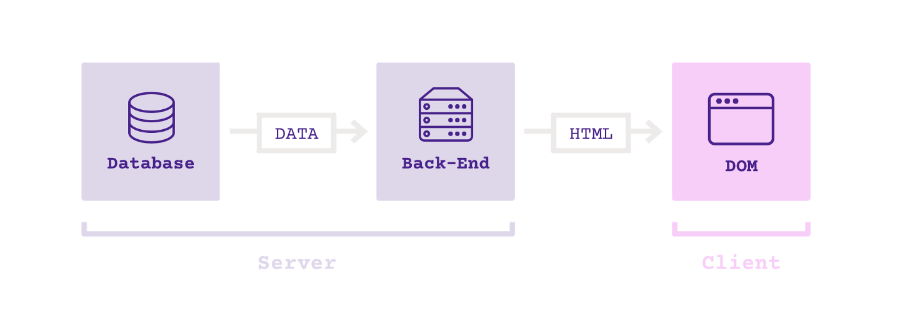 DATA
HTML
Database
Back-End
DOM
Server
Client